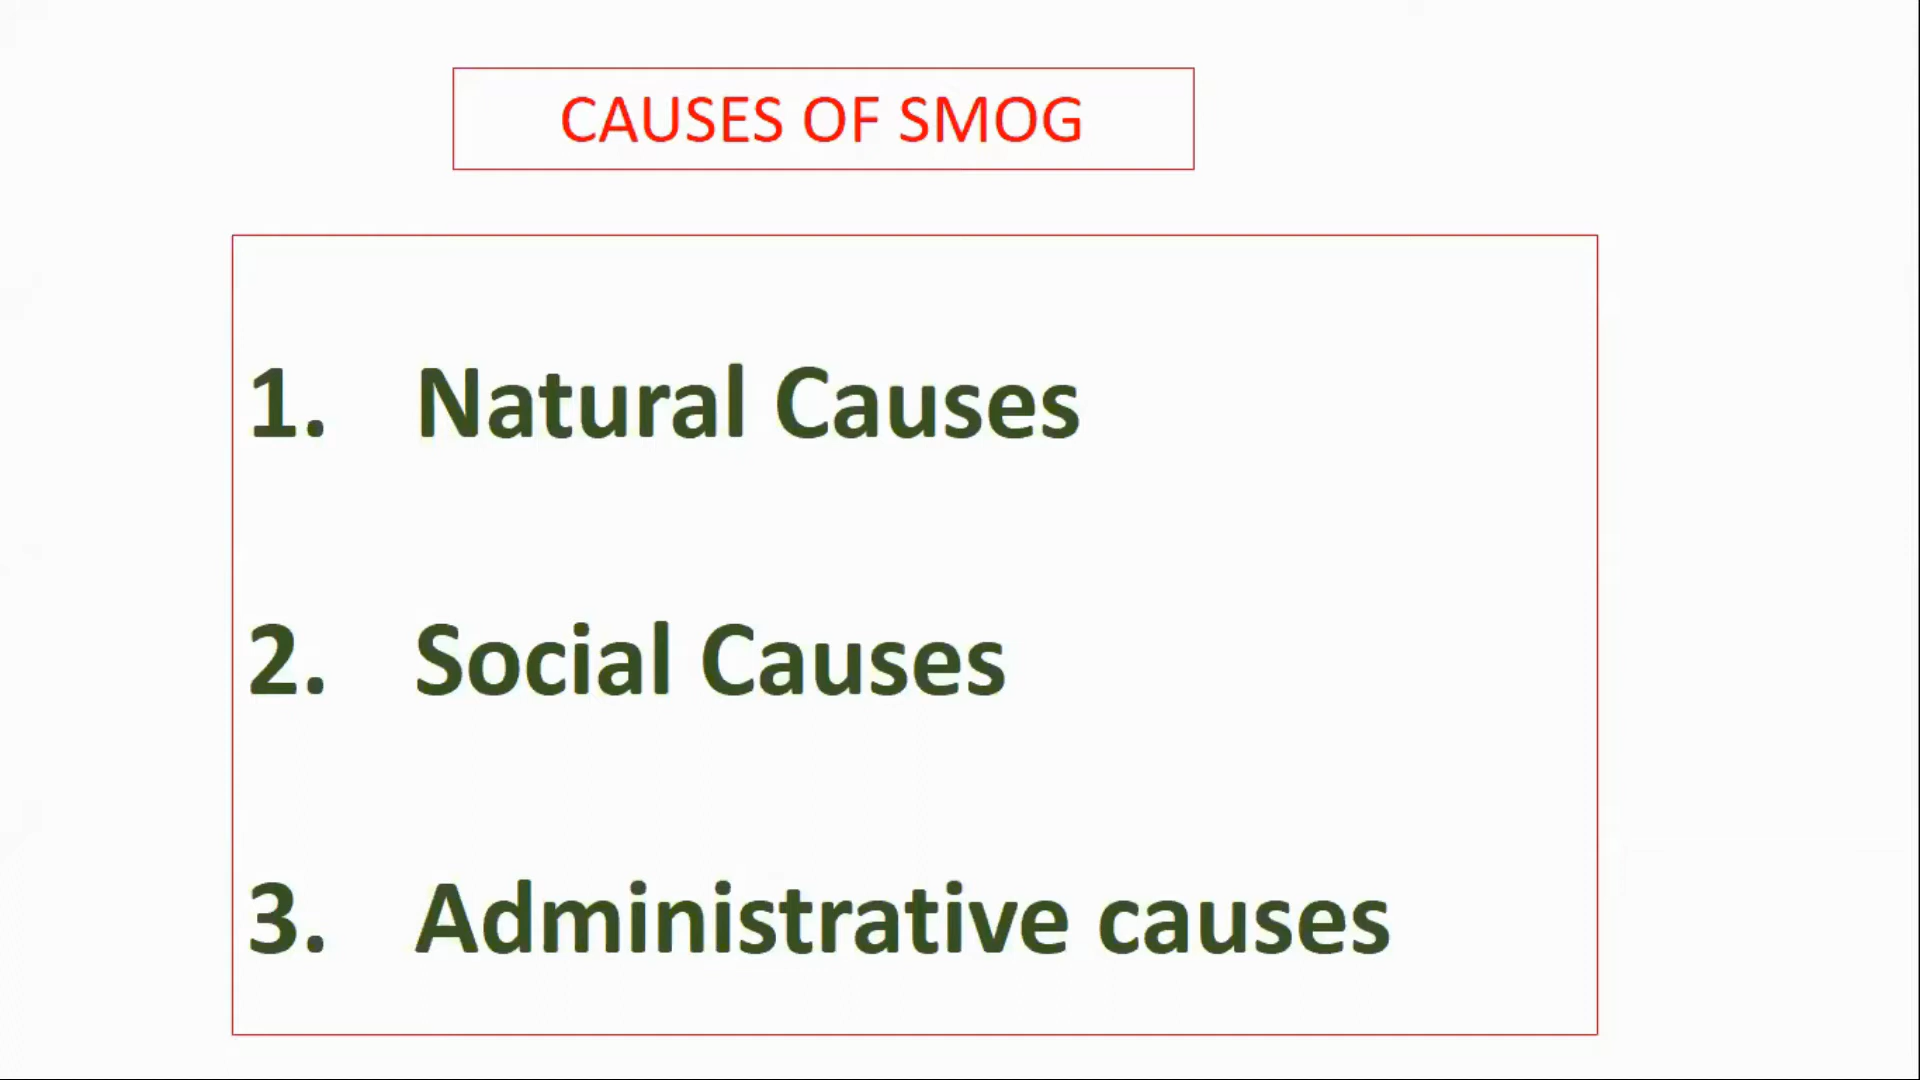 CAUSES OF SMOG
1. Natural Causes
2. Social Causes
3. Administrative causes